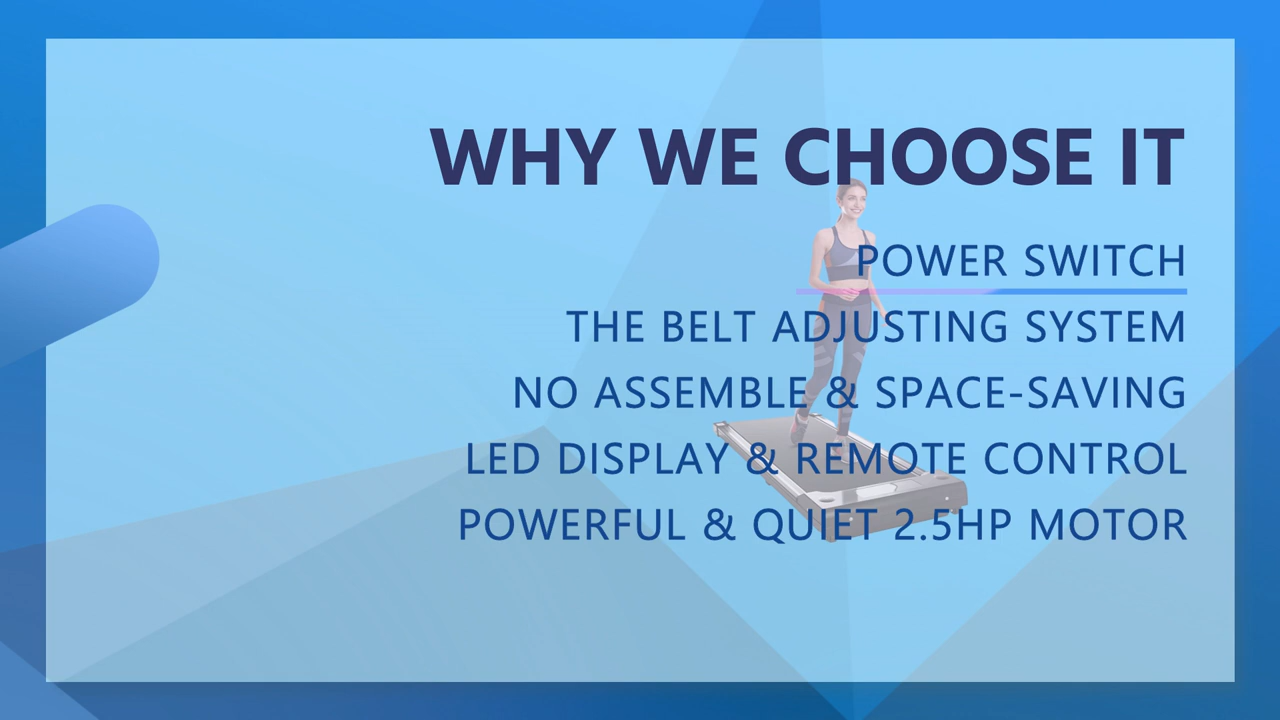 WHY WE CHOOSE IT
POWER SWITCH
THE BELT ADJUSTING SYSTEM
NO ASSEMBLE & SPACE-SAVING
LED DISPLAY & REMOTE CONTROL
POWERFUL & QUIET 2.5HP MOTOR